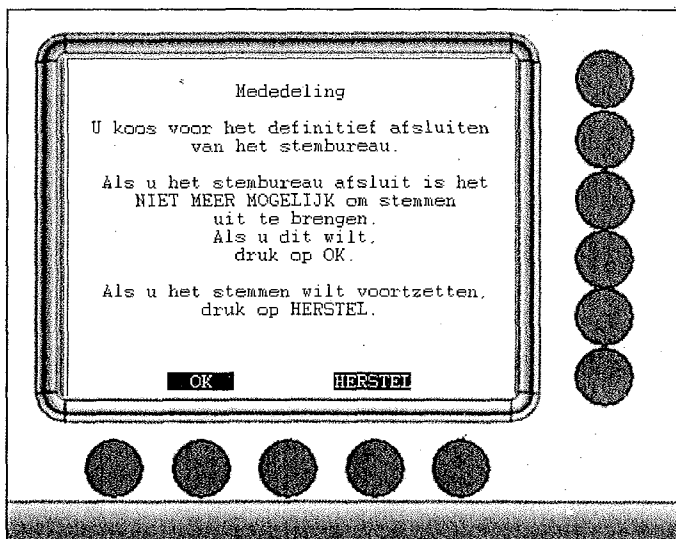 Mededeling
U koos voor het definitief afsluiten
van het stembureau.
Als u het stembureau afsluit is het
NIET MEER MOGELIJK om stemmen
uit te brengen.
Als u dit wilt,
druk op OK.
Als u het stemmen wilt voortzetten,
druk op HERSTEL.
OK HERSTEL